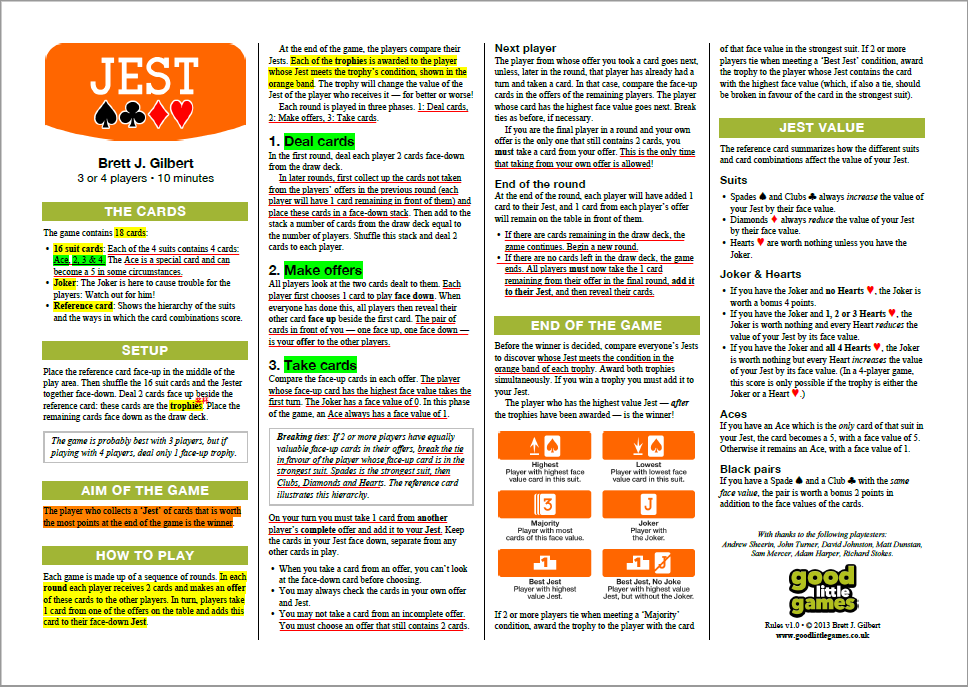 JEST
Brett J. Gilbert
3 or 4 players • 10 minutes
THE CARDS
The game contains 18 cards:
• 16 suit cards: Each of the 4 suits contains 4 cards:
Ace, 2, 3 & 4. The Ace is a special card and can
become a 5 in some circumstances.
• Joker: The Joker is here to cause trouble for the
players: Watch out for him!
• Reference card: Shows the hierarchy of the suits
and the ways in which the card combinations score.
SETUP
Place the reference card face-up in the middle of the
play area. Then shuffle the 16 suit cards and the Jester
together face-down. Deal 2 cards face up beside the
reference card: these cards are the trophies. Place the
remaining cards face down as the draw deck.
The game is probably best with 3 players, but if
playing with 4 players, deal only 1 face-up trophy.
AIM OF THE GAME
The player who collects a ‘Jest’ of cards that is worth
the most points at the end of the game is the winner.
HOW TO PLAY
Each game is made up of a sequence of rounds. In each
round each player receives 2 cards and makes an offer
of these cards to the other players. In turn, players take
1 card from one of the offers on the table and adds this
card to their face-down Jest.
At the end of the game, the players compare their
Jests. Each of the trophies is awarded to the player
whose Jest meets the trophy’s condition, shown in the
orange band. The trophy will change the value of the
Jest of the player who receives it — for better or worse!
Each round is played in three phases. 1: Deal cards,
2: Make offers, 3: Take cards.
1. Deal cards
In the first round, deal each player 2 cards face-down
from the draw deck.
In later rounds, first collect up the cards not taken
from the players’ offers in the previous round (each
player will have 1 card remaining in front of them) and
place these cards in a face-down stack. Then add to the
stack a number of cards from the draw deck equal to
the number of players. Shuffle this stack and deal 2
cards to each player.
2. Make offers
All players look at the two cards dealt to them. Each
player first chooses 1 card to play face down. When
everyone has done this, all players then reveal their
other card face up beside the first card. The pair of
cards in front of you — one face up, one face down —
is your offer to the other players.
3. Take cards
Compare the face-up cards in each offer. The player
whose face-up card has the highest face value takes the
first turn. The Joker has a face value of 0. In this phase
of the game, an Ace always has a face value of 1.
Breaking ties: If 2 or more players have equally
valuable face-up cards in their offers, break the tie
in favour of the player whose face-up card is in the
strongest suit. Spades is the strongest suit, then
Clubs, Diamonds and Hearts. The reference card
illustrates this hierarchy.
On your turn you must take 1 card from another
player’s complete offer and add it to your Jest. Keep
the cards in your Jest face down, separate from any
other cards in play.
• When you take a card from an offer, you can’t look
at the face-down card before choosing.
• You may always check the cards in your own offer
and Jest.
• You may not take a card from an incomplete offer.
You must choose an offer that still contains 2 cards.
Next player
The player from whose offer you took a card goes next,
unless, later in the round, that player has already had a
turn and taken a card. In that case, compare the face-up
cards in the offers of the remaining players. The player
whose card has the highest face value goes next. Break
ties as before, if necessary.
If you are the final player in a round and your own
offer is the only one that still contains 2 cards, you
must take a card from your offer. This is the only time
that taking from your own offer is allowed!
End of the round
At the end of the round, each player will have added 1
card to their Jest, and 1 card from each player’s offer
will remain on the table in front of them.
• If there are cards remaining in the draw deck, the
game continues. Begin a new round.
• If there are no cards left in the draw deck, the game
ends. All players must now take the 1 card
remaining from their offer in the final round, add it
to their Jest, and then reveal their cards.
END OF THE GAME
Before the winner is decided, compare everyone’s Jests
to discover whose Jest meets the condition in the
orange band of each trophy. Award both trophies
simultaneously. If you win a trophy you must add it to
your Jest.
The player who has the highest value Jest — after
the trophies have been awarded — is the winner!
Highest
Player with highest face
value card in this suit.
Lowest
Player with lowest face
value card in this suit.
3
Majority
Player with most
cards of this face value.
J
Joker
Player with
the Joker.
1
Best Jest
Player with highest
value Jest.
1 J
Best Jest, No Joke
Player with highest value
Jest, but without the Joker.
If 2 or more players tie when meeting a ‘Majority’
condition, award the trophy to the player with the card
of that face value in the strongest suit. If 2 or more
players tie when meeting a ‘Best Jest’ condition, award
the trophy to the player whose Jest contains the card
with the highest face value (which, if also a tie, should
be broken in favour of the card in the strongest suit).
JEST VALUE
The reference card summarizes how the different suits
and card combinations affect the value of your Jest.
Suits
• Spades ♠ and Clubs ♣ always increase the value of
your Jest by their face value.
• Diamonds ♦ always reduce the value of your Jest
by their face value.
• Hearts ♥ are worth nothing unless you have the
Joker.
Joker & Hearts
• If you have the Joker and no Hearts ♥, the Joker is
worth a bonus 4 points.
• If you have the Joker and 1, 2 or 3 Hearts ♥, the
Joker is worth nothing and every Heart reduces the
value of your Jest by its face value.
• If you have the Joker and all 4 Hearts ♥, the Joker
is worth nothing but every Heart increases the value
of your Jest by its face value. (In a 4-player game,
this score is only possible if the trophy is either the
Joker or a Heart ♥.)
Aces
If you have an Ace which is the only card of that suit in
your Jest, the card becomes a 5, with a face value of 5.
Otherwise it remains an Ace, with a face value of 1.
Black pairs
If you have a Spade ♠ and a Club ♣ with the same
face value, the pair is worth a bonus 2 points in
addition to the face values of the cards.
With thanks to the following playtesters:
Andrew Sheerin, John Turner, David Johnston, Matt Dunstan,
Sam Mercer, Adam Harper, Richard Stokes.
good
little
games
Rules v1.0 • © 2013 Brett J. Gilbert
www.goodlittlegames.co.uk